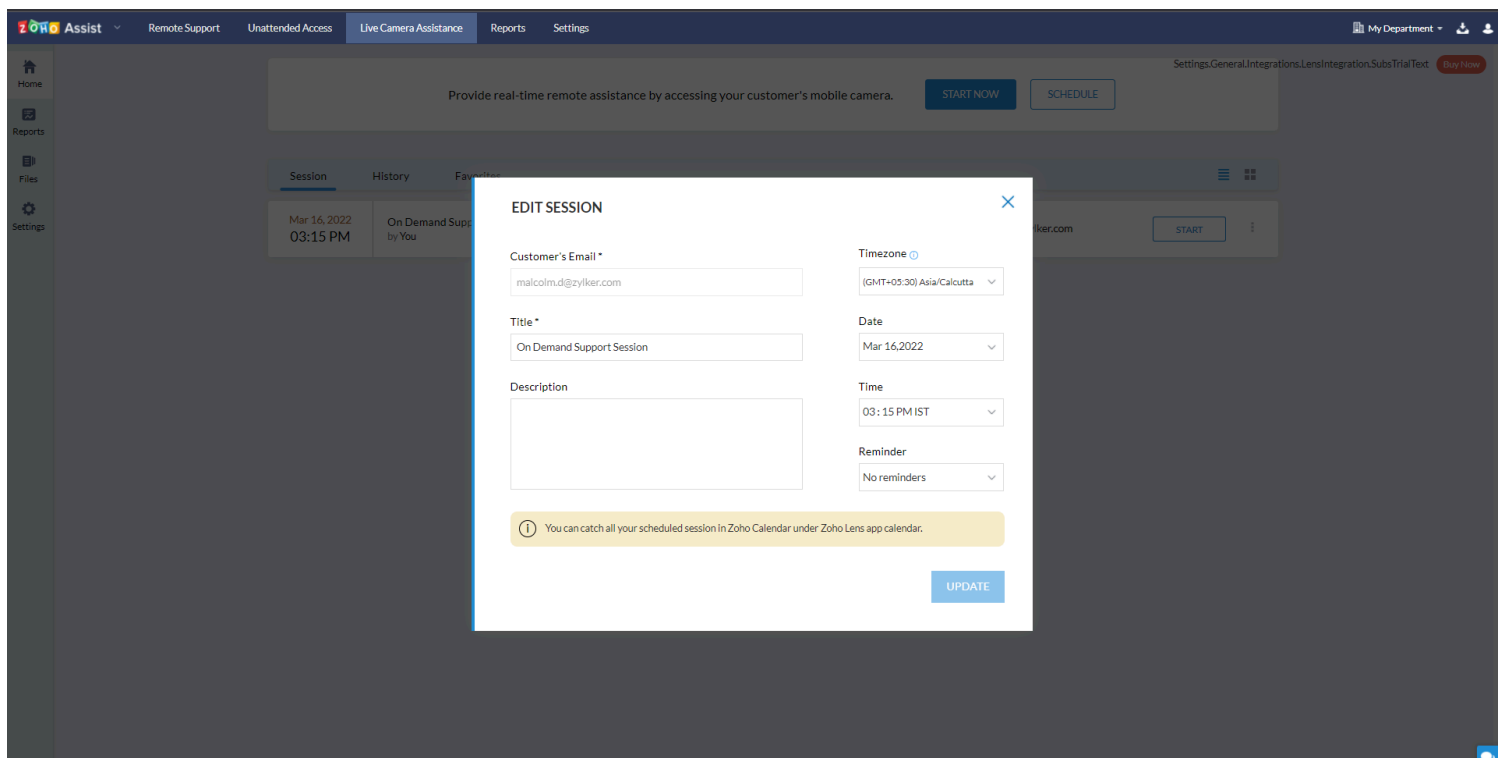 ZOHO Assist
Remote Support
Unattended Access
Live Camera Assistance
Reports
Settings
My Department
Home
Reports
Files
Settings
Settings.General.Integrations.LensIntegration.SubsTrialText
Buy Now
Provide real-time remote assistance by accessing your customer's mobile camera.
START NOW
SCHEDULE
Session
History
Favorites
Mar 16, 2022
03:15 PM
On Demand Supp
by You
lker.com
START
EDIT SESSION
Customer's Email *
malcolm.d@zylker.com
Title *
On Demand Support Session
Description
Timezone
(GMT+05:30) Asia/Calcutta
Date
Mar 16,2022
Time
03 : 15 PM IST
Reminder
No reminders
You can catch all your scheduled session in Zoho Calendar under Zoho Lens app calendar.
UPDATE